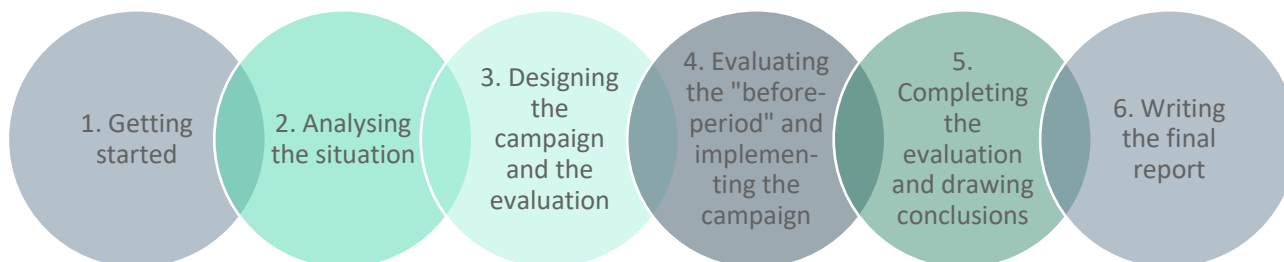 1. Getting
started
2. Analysing
the situation
3. Designing
the
campaign
and the
evaluation
4. Evaluating
the "before-
period" and
implemen-
ting the
campaign
5.
Completing
the
evaluation
and drawing
conclusions
6. Writing
the final
report